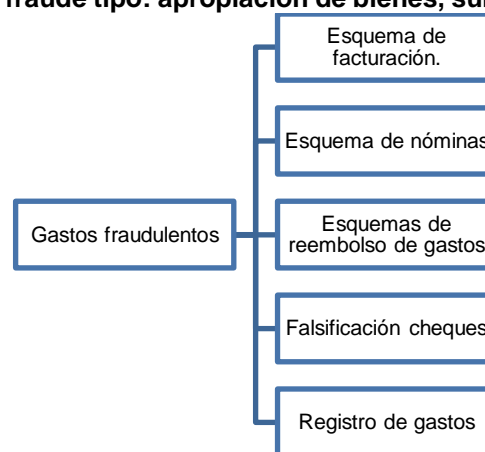 fraude tipo: apropiación de bienes, su
Esquema de
facturación.
Esquema de nóminas
Gastos fraudulentos
Esquemas de
reembolso de gastos
Falsificación cheques
Registro de gastos